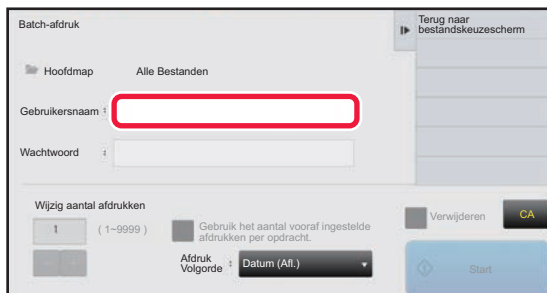 Batch-afdruk
Terug naar
bestandskeuzescherm
Hoofdmap Alle Bestanden
Gebruikersnaam :
Wachtwoord :
Wijzig aantal afdrukken
1 ( 1~9999 )
Gebruik het aantal vooraf ingestelde
afdrukken per opdracht.
Afdruk
Volgorde : Datum (Afl.)
Verwijderen
CA
Start